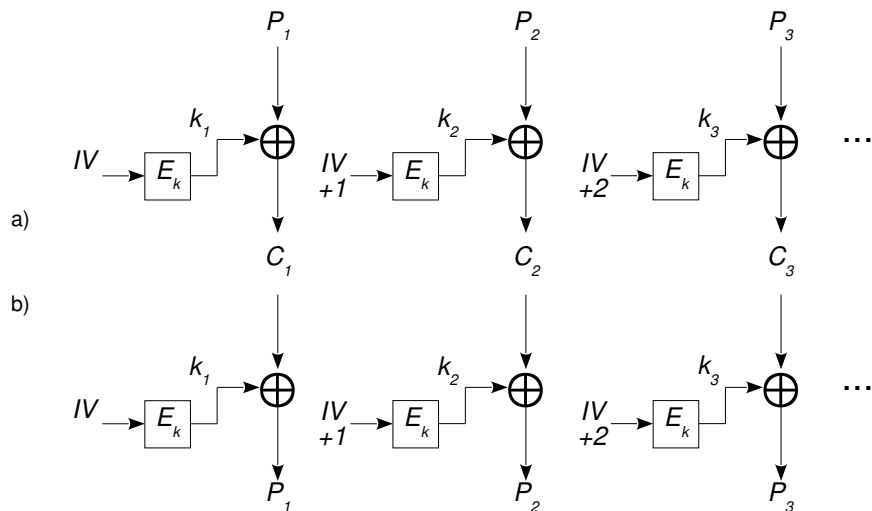 P1 P2 P3
k1 k2 k3 ...
IV Ek IV+1 Ek IV+2 Ek
a)
C1 C2 C3
b)
k1 k2 k3 ...
IV Ek IV+1 Ek IV+2 Ek
P1 P2 P3